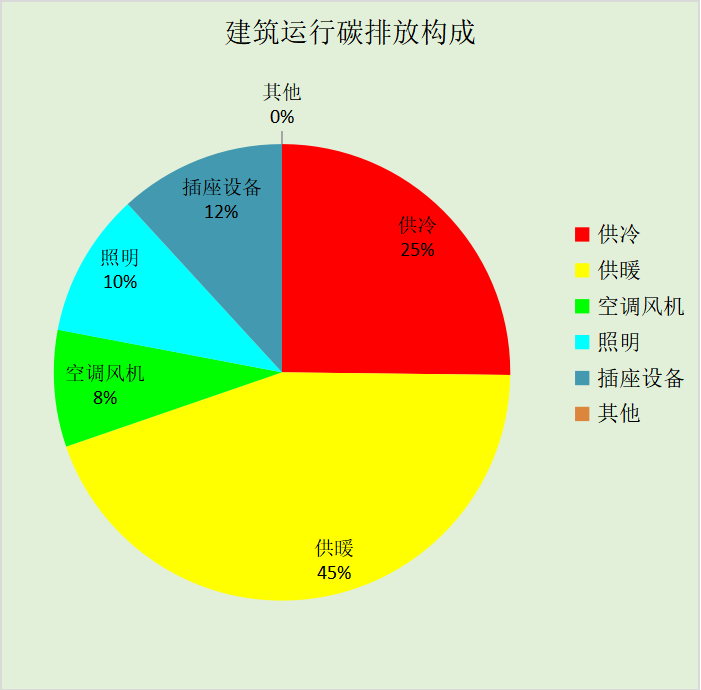 建筑运行碳排放构成
其他
0%
供冷
25%
供暖
45%
空调风机
8%
照明
10%
插座设备
12%
供冷
供暖
空调风机
照明
插座设备
其他